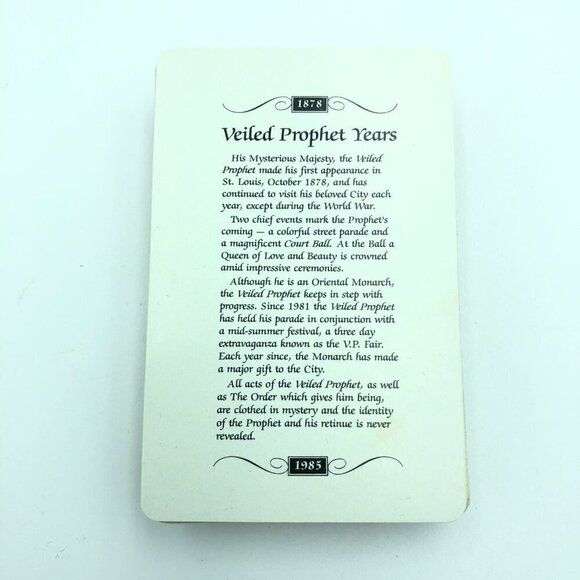 1878
Veiled Prophet Years
His Mysterious Majesty, the Veiled
Prophet made his first appearance in
St. Louis, October 1878, and has
continued to visit his beloved City each
year, except during the World War.
Two chief events mark the Prophet's
coming — a colorful street parade and
a magnificent Court Ball. At the Ball a
Queen of Love and Beauty is crowned
amid impressive ceremonies.
Although he is an Oriental Monarch,
the Veiled Prophet keeps in step with
progress. Since 1981 the Veiled Prophet
has held his parade in conjunction with
a mid-summer festival, a three day
extravaganza known as the V.P. Fair.
Each year since, the Monarch has made
a major gift to the City.
All acts of the Veiled Prophet, as well
as The Order which gives him being,
are clothed in mystery and the identity
of the Prophet and his retinue is never
revealed.
1985